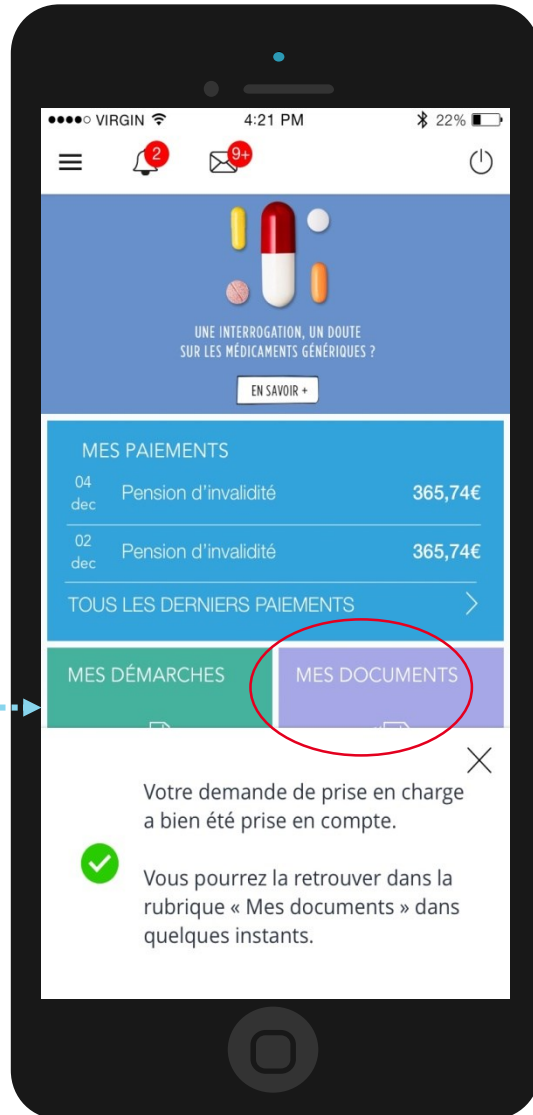 VIRGIN 4:21 PM 22%
2 9+
UNE INTERROGATION, UN DOUTE
SUR LES MÉDICAMENTS GÉNÉRIQUES ?
EN SAVOIR +
MES PAIEMENTS
04 dec Pension d’invalidité 365,74€
02 dec Pension d’invalidité 365,74€
TOUS LES DERNIERS PAIEMENTS
MES DÉMARCHES MES DOCUMENTS
Votre demande de prise en charge
a bien été prise en compte.
Vous pourrez la retrouver dans la
rubrique « Mes documents » dans
quelques instants.